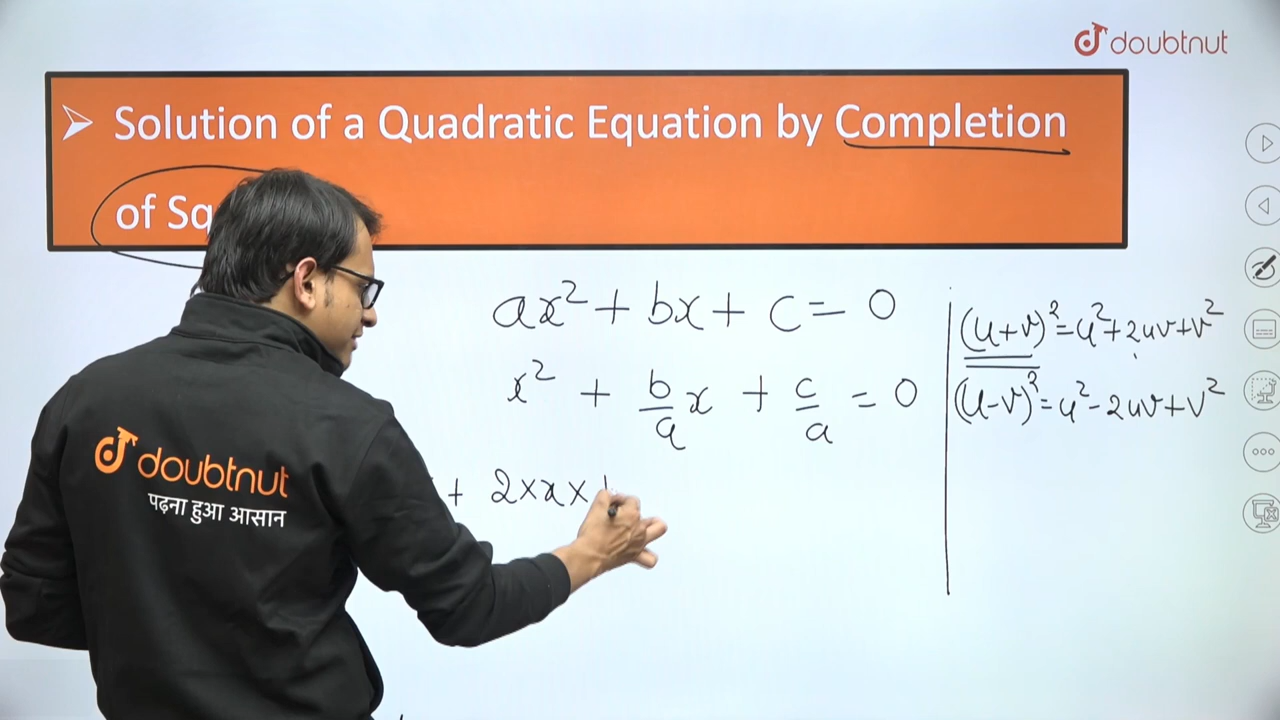 doubtnut
➢ Solution of a Quadratic Equation by Completion
of Sq
ax² + bx + c = 0
x² + b/a x + c/a = 0
+ 2×x×
(u+v)² = u² + 2uv + v²
(u-v)² = u² - 2uv + v²
doubtnut
पढ़ना हुआ आसान